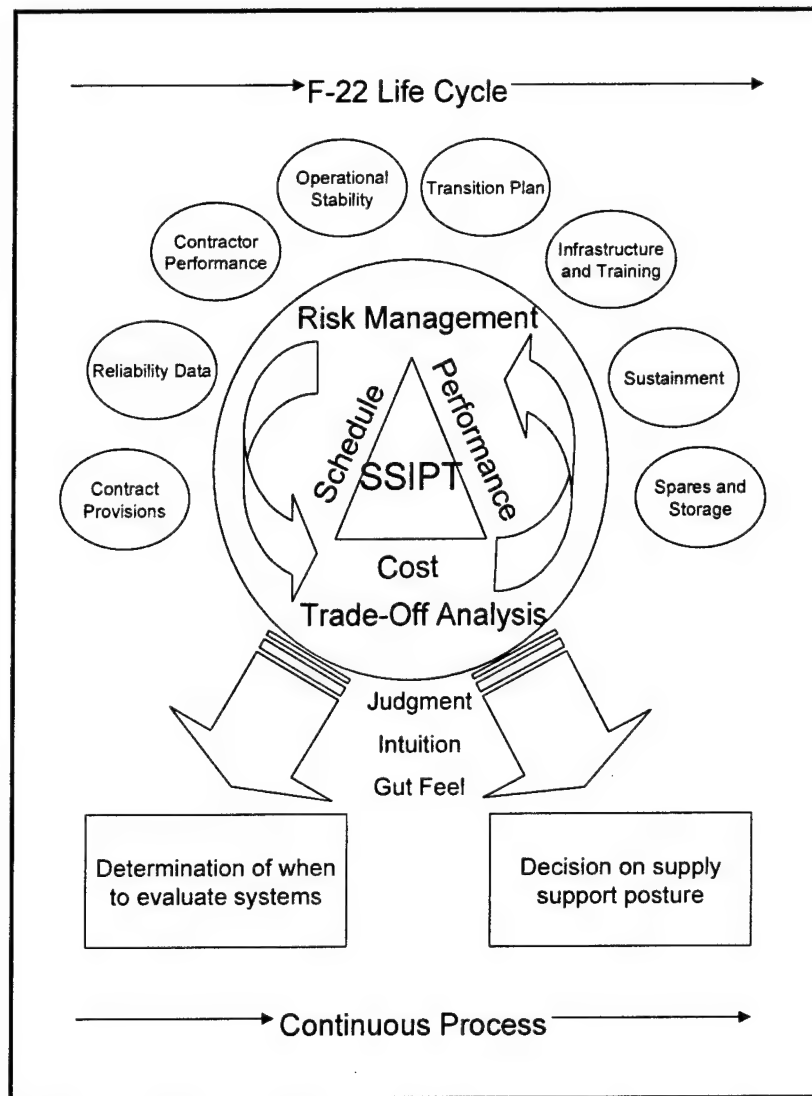 F-22 Life Cycle
Operational
Stability
Transition Plan
Contractor
Performance
Infrastructure
and Training
Reliability Data
Sustainment
Contract
Provisions
Spares and
Storage
Risk Management
Schedule
Performance
SSIPT
Cost
Trade-Off Analysis
Judgment
Intuition
Gut Feel
Determination of when
to evaluate systems
Decision on supply
support posture
Continuous Process